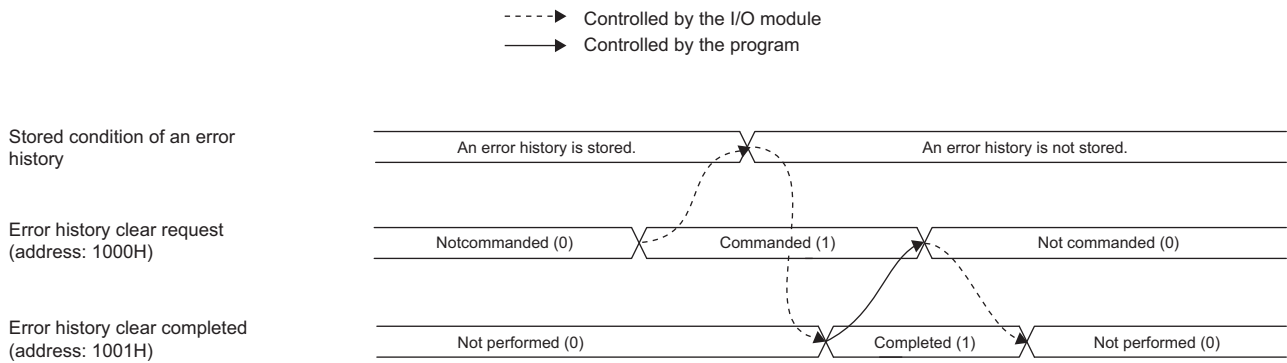 Controlled by the I/O module
Controlled by the program
Stored condition of an error
history
An error history is stored.
An error history is not stored.
Error history clear request
(address: 1000H)
Notcommanded (0)
Commanded (1)
Not commanded (0)
Error history clear completed
(address: 1001H)
Not performed (0)
Completed (1)
Not performed (0)